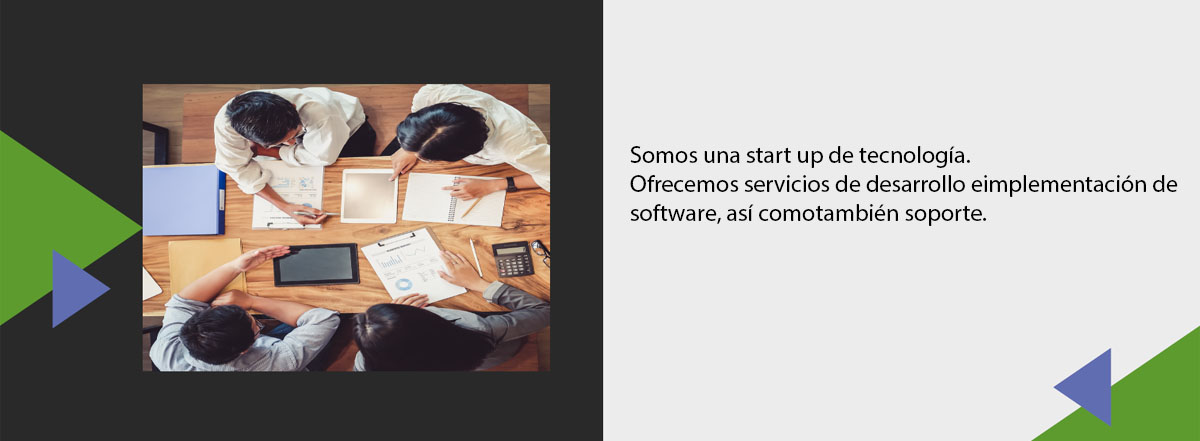 Somos una start up de tecnología.
Ofrecemos servicios de desarrollo eimplementación de
software, así comotambién soporte.